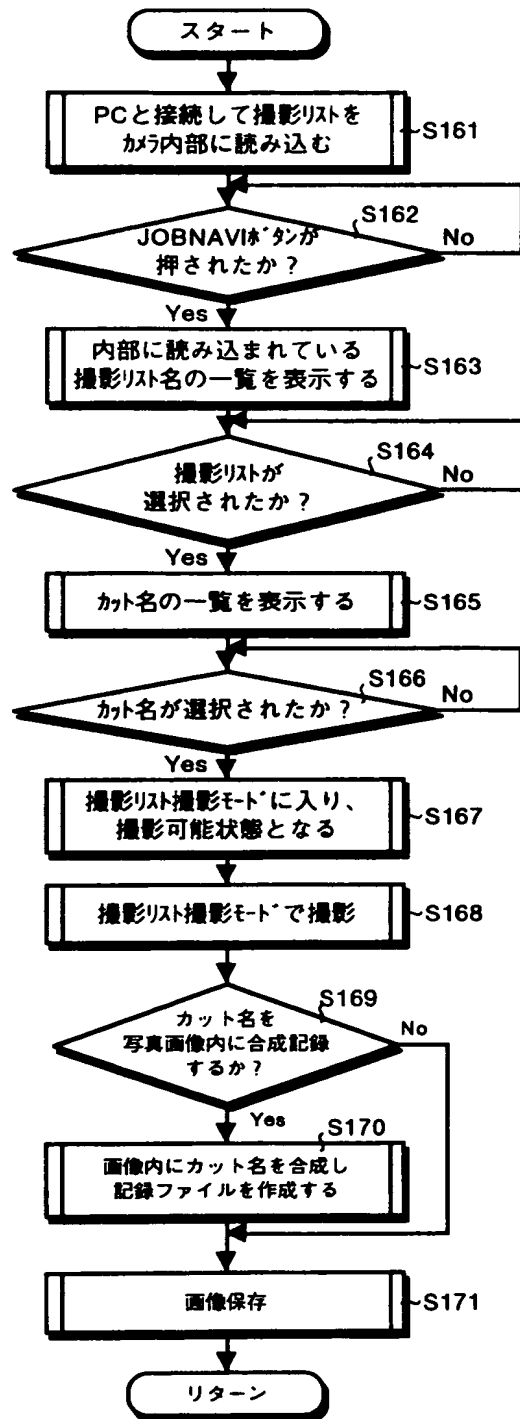 スタート
PCと接続して撮影リストを
ｶﾒﾗ内部に読み込む
S161
S162
JOBNAVIﾎﾞﾀﾝが
押されたか？
No
Yes
内部に読み込まれている
撮影ﾘｽﾄ名の一覧を表示する
S163
S164
撮影ﾘｽﾄが
選択されたか？
No
Yes
ｶｯﾄ名の一覧を表示する
S165
S166
ｶｯﾄ名が選択されたか？
No
Yes
撮影ﾘｽﾄ撮影ﾓｰﾄﾞに入り、
撮影可能状態となる
S167
撮影ﾘｽﾄ撮影ﾓｰﾄﾞで撮影
S168
S169
カット名を
写真画像内に合成記録
するか？
No
Yes
S170
画像内にカット名を合成し
記録ファイルを作成する
画像保存
S171
リターン